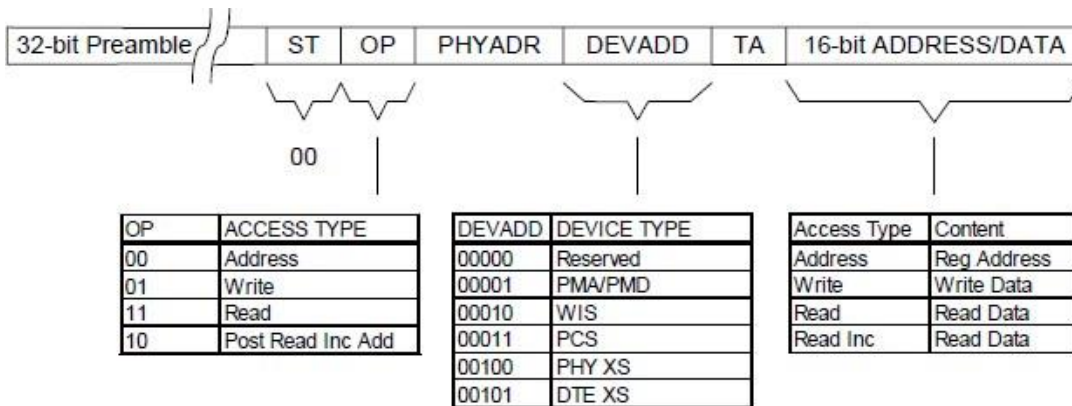 32-bit Preamble ST OP PHYADR DEVADD TA 16-bit ADDRESS/DATA
00
OP ACCESS TYPE
00 Address
01 Write
11 Read
10 Post Read Inc Add
DEVADD DEVICE TYPE
00000 Reserved
00001 PMA/PMD
00010 WIS
00011 PCS
00100 PHY XS
00101 DTE XS
Access Type Content
Address Reg Address
Write Write Data
Read Read Data
Read Inc Read Data